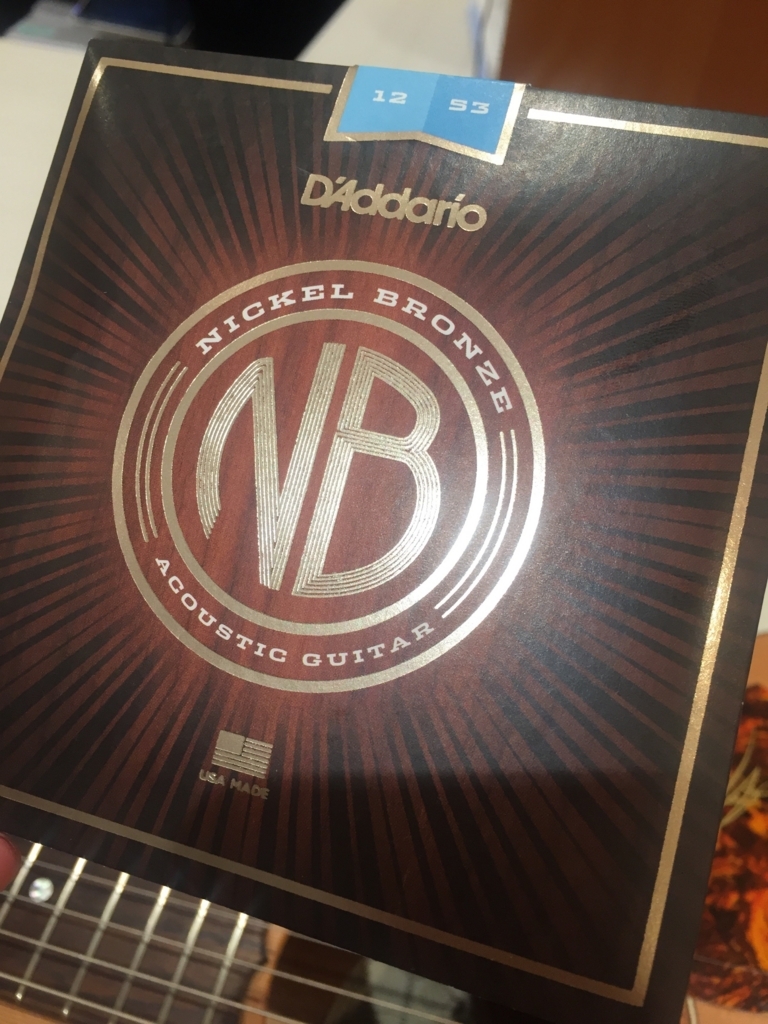 12 53
D'Addario
NICKEL BRONZE
NB
ACOUSTIC GUITAR
USA MADE